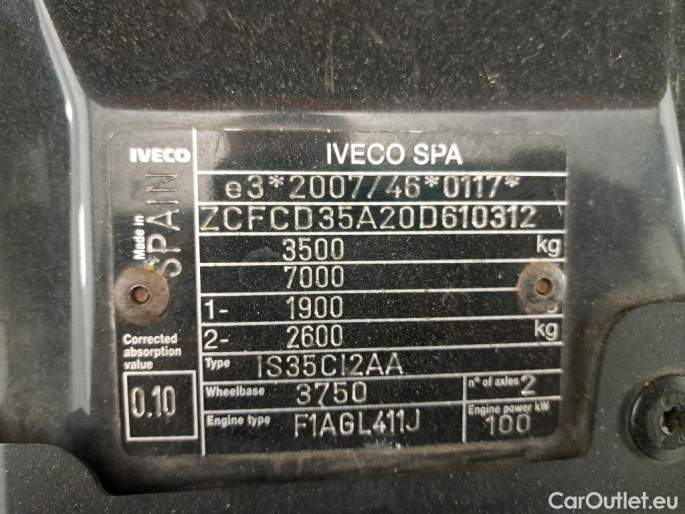 IVECO
IVECO SPA
e3*2007/46*0117*
ZCFCD35A20D610312
3500 kg
7000
1- 1900
2- 2600 kg
Made in
*SPAIN
Corrected
absorption
value
0.10
Type IS35CI2AA
Wheelbase 3750
n° of axles 2
Engine type F1AGL411J
Engine power kW
100
CarOutlet.eu